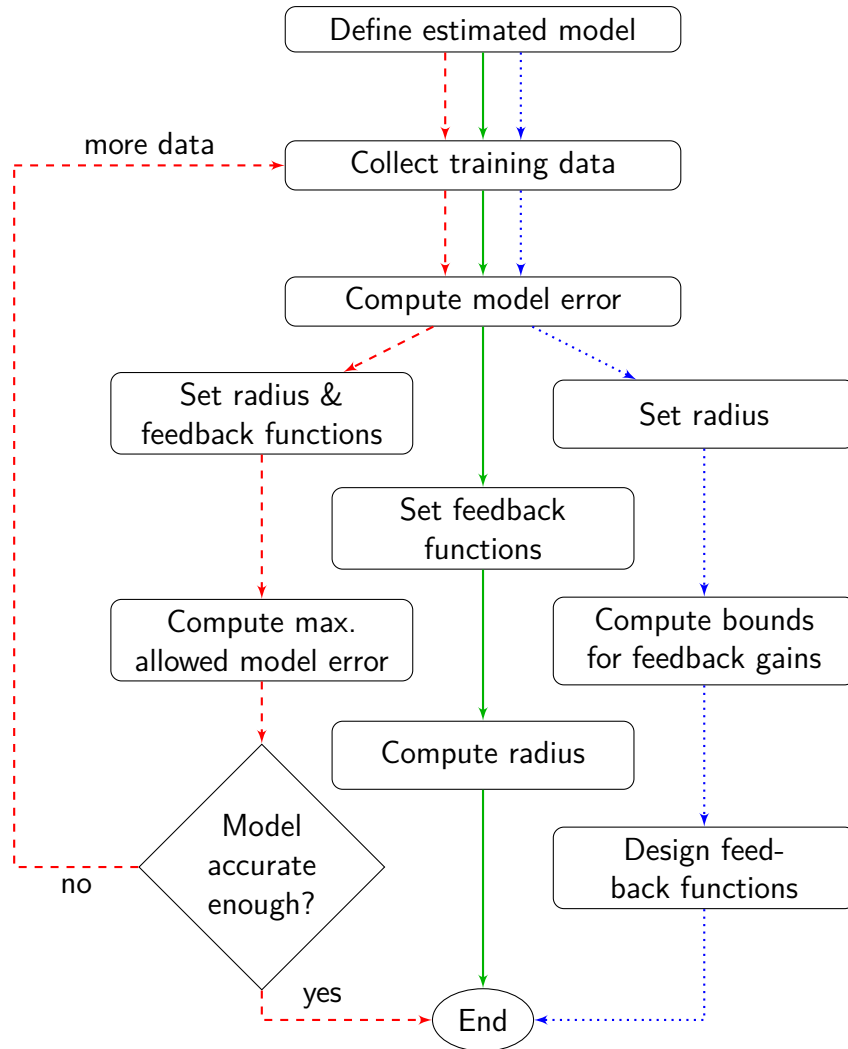 Define estimated model
more data
Collect training data
Compute model error
Set radius &
feedback functions
Set radius
Set feedback
functions
Compute max.
allowed model error
Compute bounds
for feedback gains
Compute radius
Model
accurate
enough?
no
Design feed-
back functions
yes
End